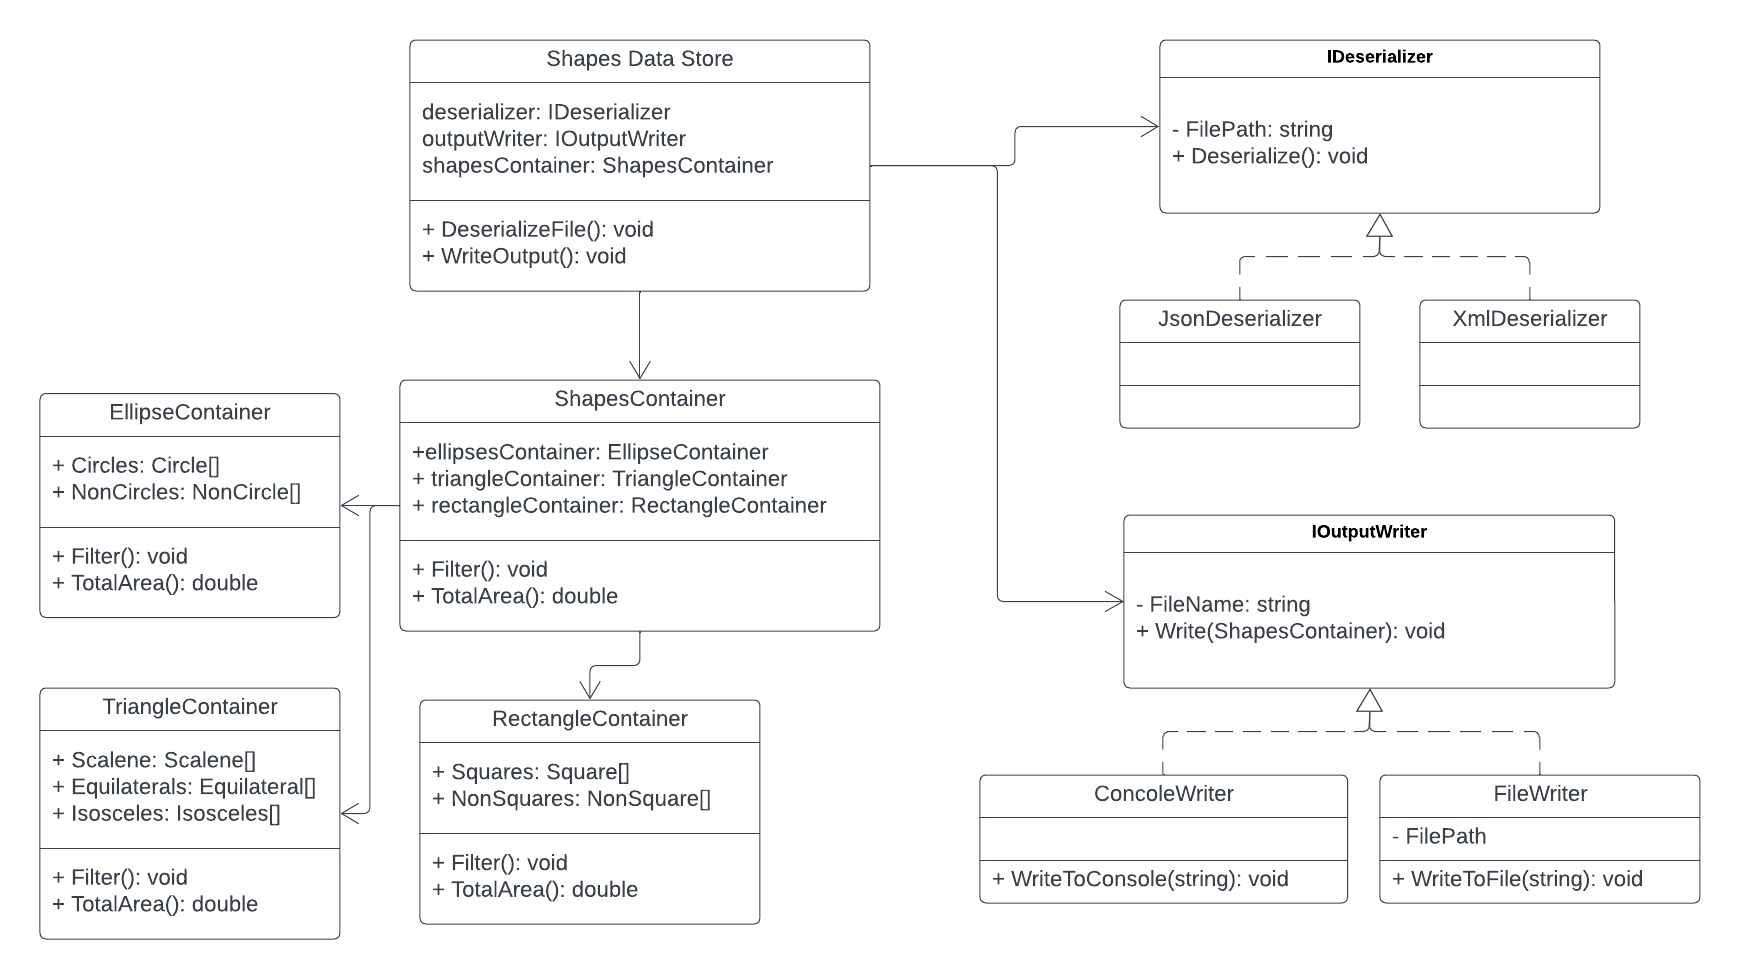 Shapes Data Store
deserializer: IDeserializer
outputWriter: IOutputWriter
shapesContainer: ShapesContainer
+ DeserializeFile(): void
+ WriteOutput(): void
IDeserializer
- FilePath: string
+ Deserialize(): void
JsonDeserializer
XmlDeserializer
EllipseContainer
+ Circles: Circle[]
+ NonCircles: NonCircle[]
+ Filter(): void
+ TotalArea(): double
ShapesContainer
+ellipsesContainer: EllipseContainer
+ triangleContainer: TriangleContainer
+ rectangleContainer: RectangleContainer
+ Filter(): void
+ TotalArea(): double
IOutputWriter
- FileName: string
+ Write(ShapesContainer): void
TriangleContainer
+ Scalene: Scalene[]
+ Equilaterals: Equilateral[]
+ Isosceles: Isosceles[]
+ Filter(): void
+ TotalArea(): double
RectangleContainer
+ Squares: Square[]
+ NonSquares: NonSquare[]
+ Filter(): void
+ TotalArea(): double
ConcoleWriter
+ WriteToConsole(string): void
FileWriter
- FilePath
+ WriteToFile(string): void